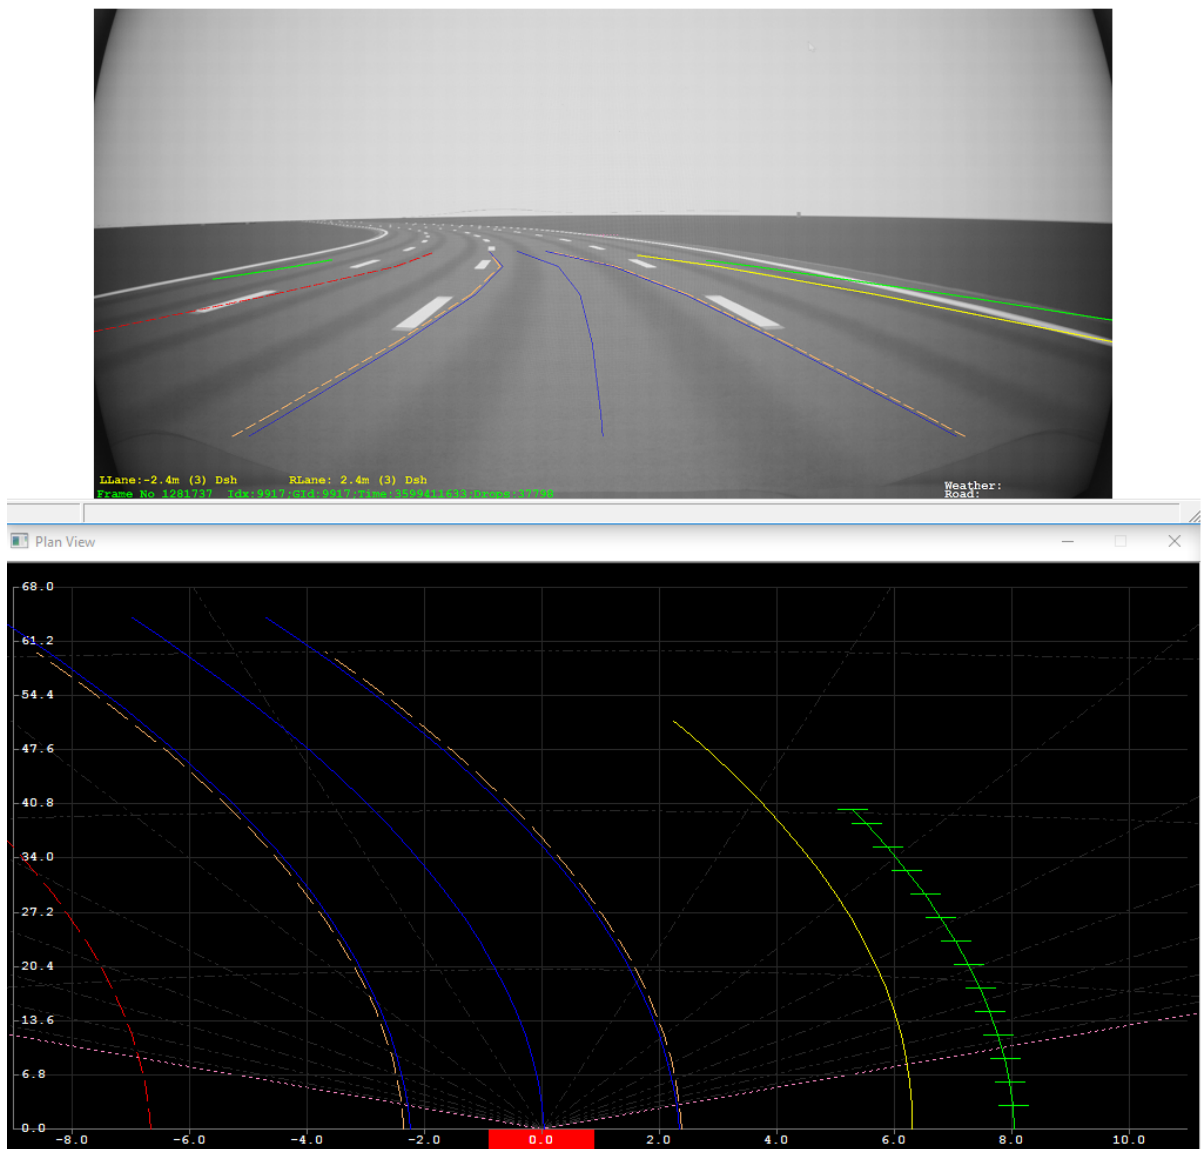 LLane:-2.4m (3) Dsh RLane: 2.4m (3) Dsh
Frame No 1281737 Idx:9917;GId:9917;Time:3599411633;Drops:37798
Weather:
Road:
Plan View
68.0
61.2
54.4
47.6
40.8
34.0
27.2
20.4
13.6
6.8
0.0
-8.0 -6.0 -4.0 -2.0 0.0 2.0 4.0 6.0 8.0 10.0